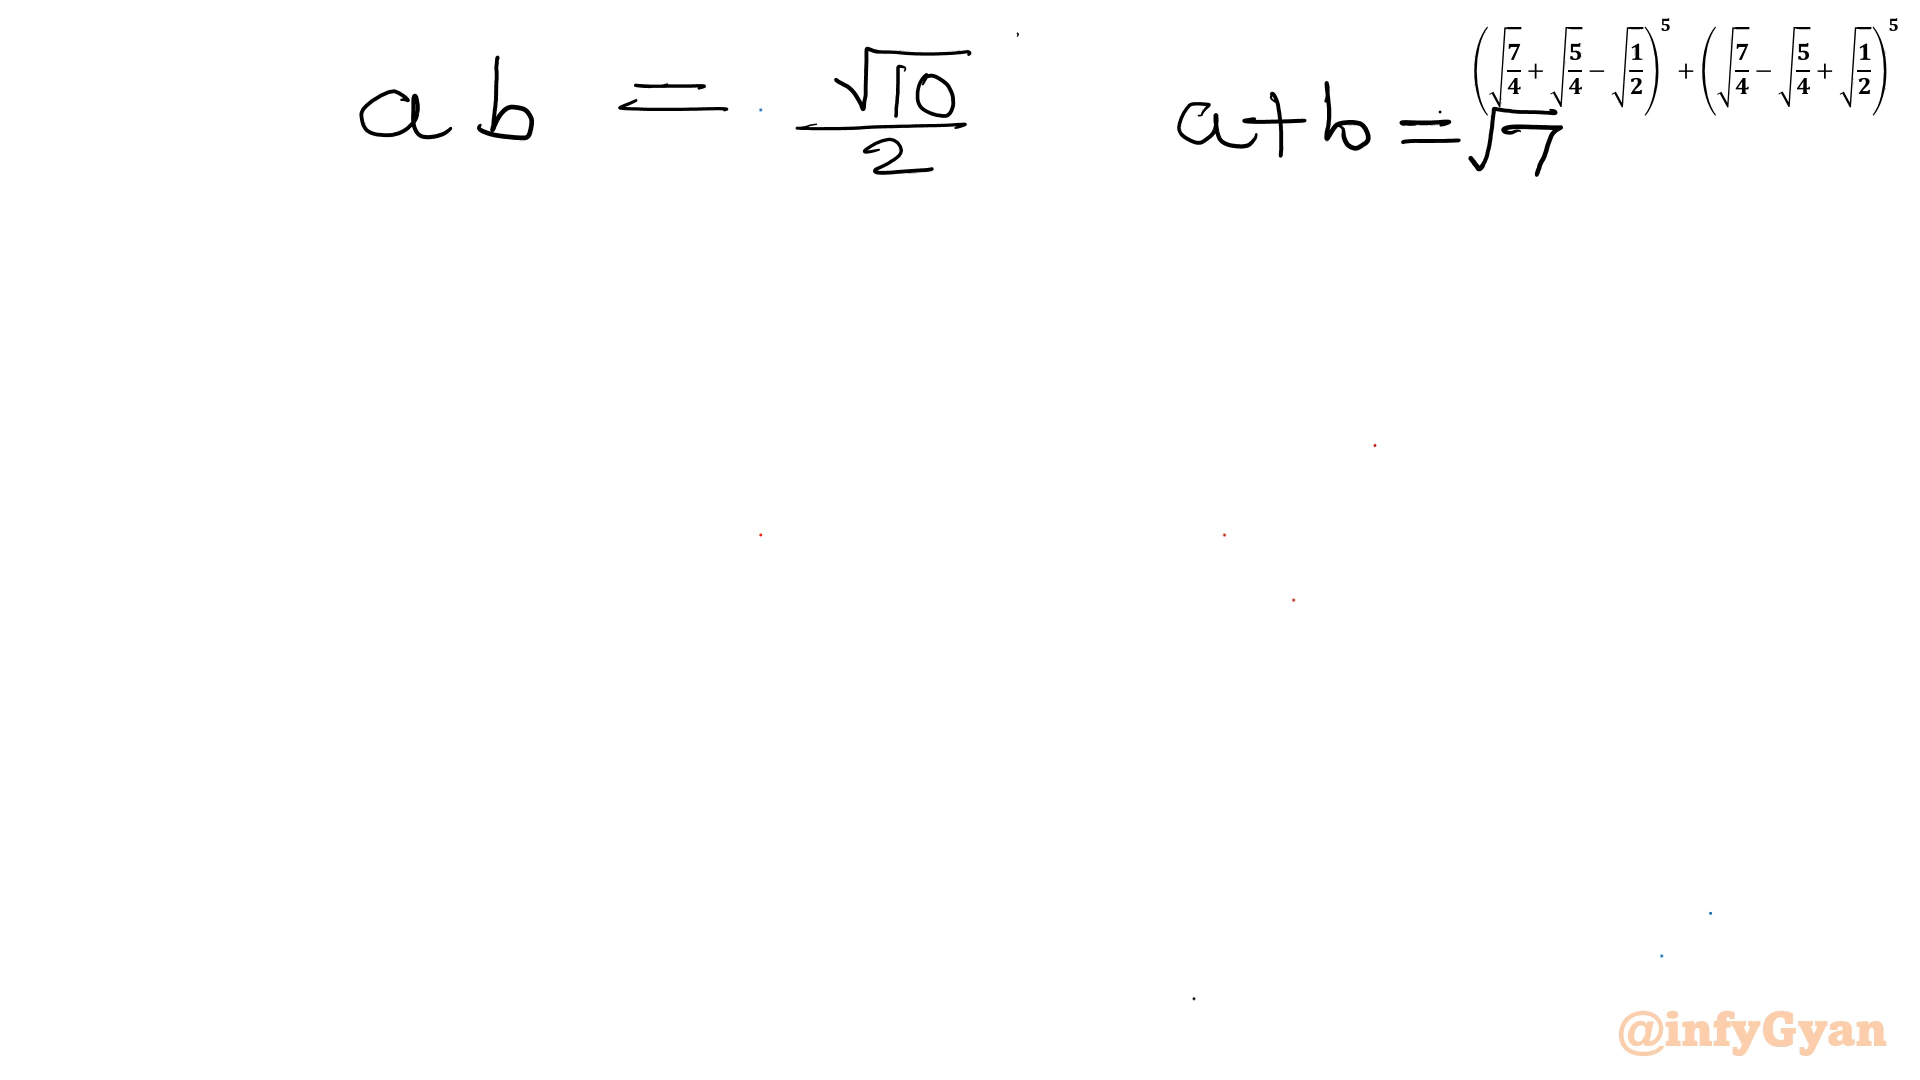 (√(7/4) + √(5/4) − √(1/2))⁵ + (√(7/4) − √(5/4) + √(1/2))⁵
ab = √10/2
a+b = √7
@infyGyan